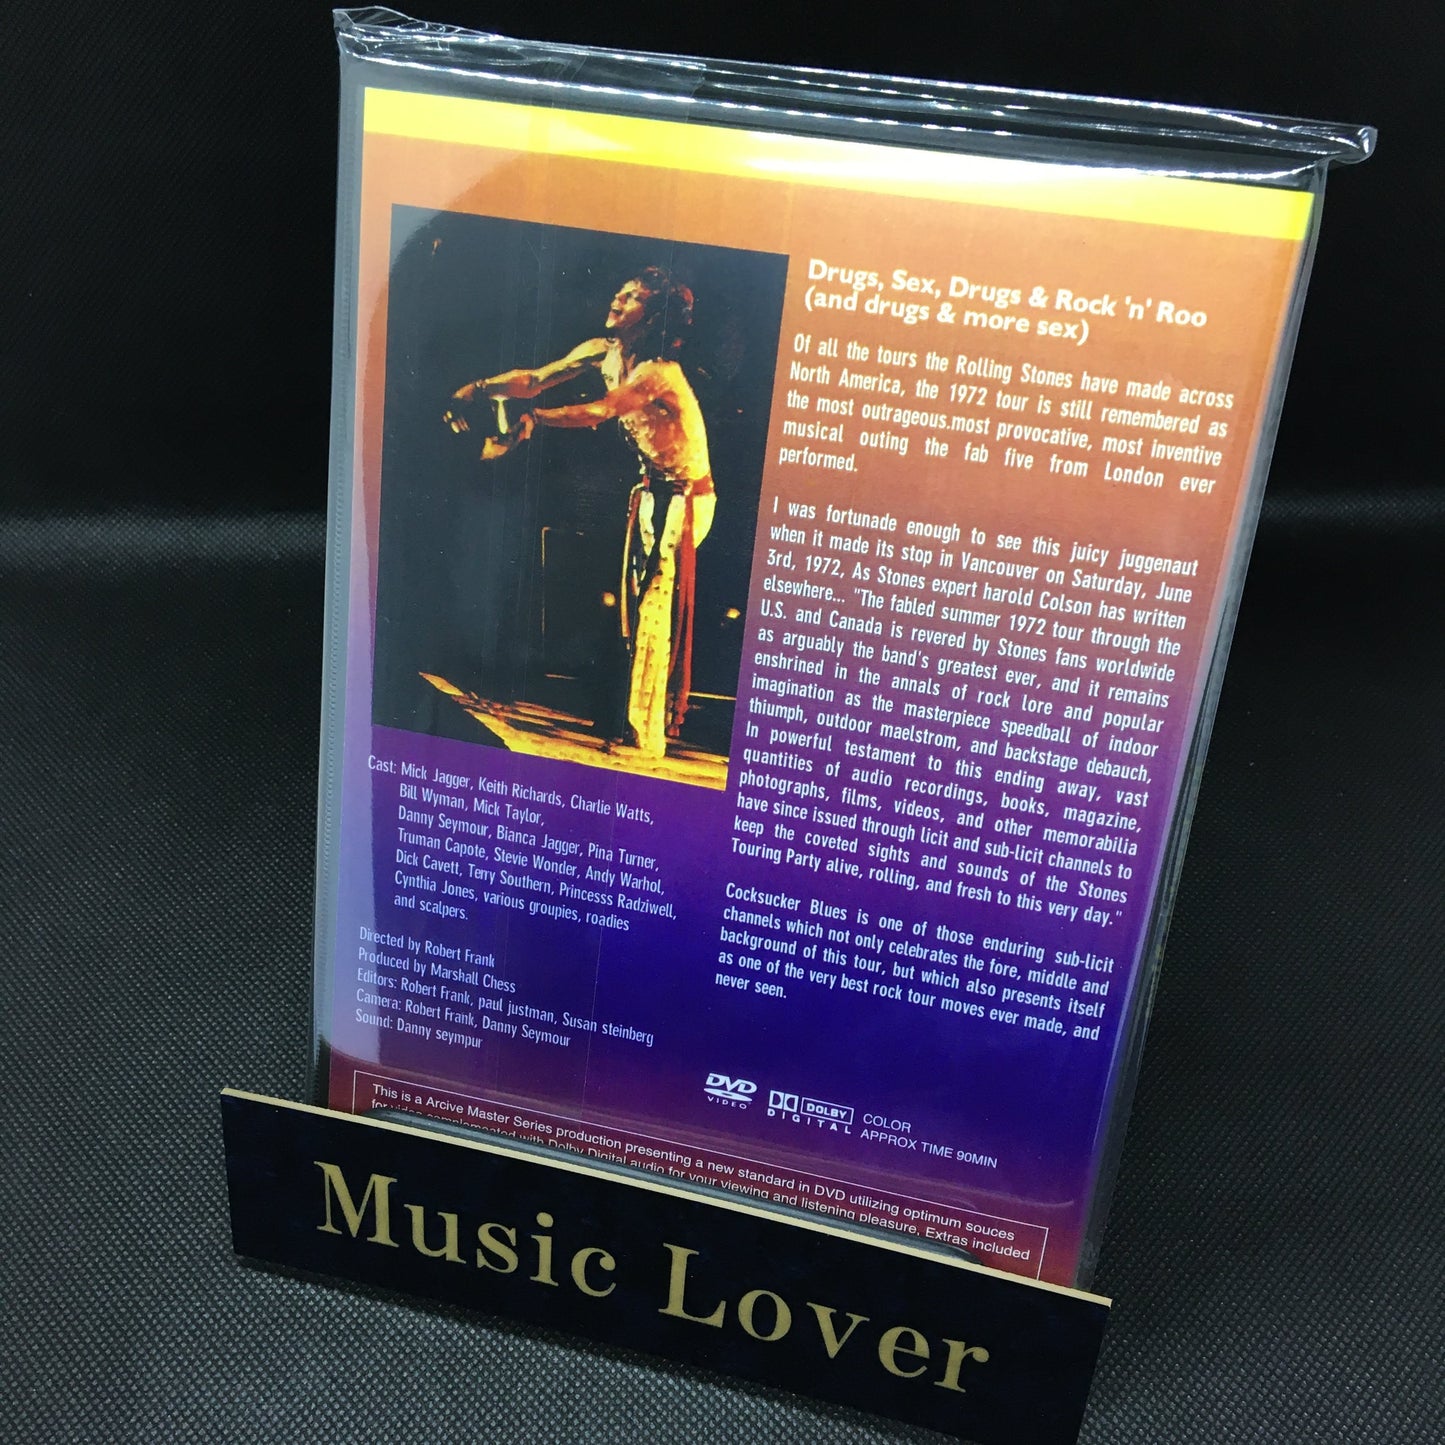 Drugs, Sex, Drugs & Rock 'n' Roo
(and drugs & more sex)
Of all the tours the Rolling Stones have made across
North America, the 1972 tour is still remembered as
the most outrageous.most provocative, most inventive
musical outing the fab five from London ever
performed.
I was fortunade enough to see this juicy juggenaut
when it made its stop in Vancouver on Saturday, June
3rd, 1972, As Stones expert harold Colson has written
elsewhere... "The fabled summer 1972 tour through the
U.S. and Canada is revered by Stones fans worldwide
as arguably the band's greatest ever, and it remains
enshrined in the annals of rock lore and popular
imagination as the masterpiece speedball of indoor
thiumph, outdoor maelstrom, and backstage debauch,
In powerful testament to this ending away, vast
quantities of audio recordings, books, magazine,
photographs, films, videos, and other memorabilia
have since issued through licit and sub-licit channels to
keep the coveted sights and sounds of the Stones
Touring Party alive, rolling, and fresh to this very day."
Cocksucker Blues is one of those enduring sub-licit
channels which not only celebrates the fore, middle and
background of this tour, but which also presents itself
as one of the very best rock tour moves ever made, and
never seen.
Cast: Mick Jagger, Keith Richards, Charlie Watts,
Bill Wyman, Mick Taylor,
Danny Seymour, Bianca Jagger, Pina Turner,
Truman Capote, Stevie Wonder, Andy Warhol,
Dick Cavett, Terry Southern, Princesss Radziwell,
Cynthia Jones, various groupies, roadies
and scalpers.
Directed by Robert Frank
Produced by Marshall Chess
Editors: Robert Frank, paul justman, Susan steinberg
Camera: Robert Frank, Danny Seymour
Sound: Danny seympur
DVD
VIDEO
DOLBY
DIGITAL
COLOR
APPROX TIME 90MIN
This is a Arcive Master Series production presenting a new standard in DVD utilizing optimum souces
for video complemented with Dolby Digital audio for your viewing and listening pleasure, Extras included
Music Lover